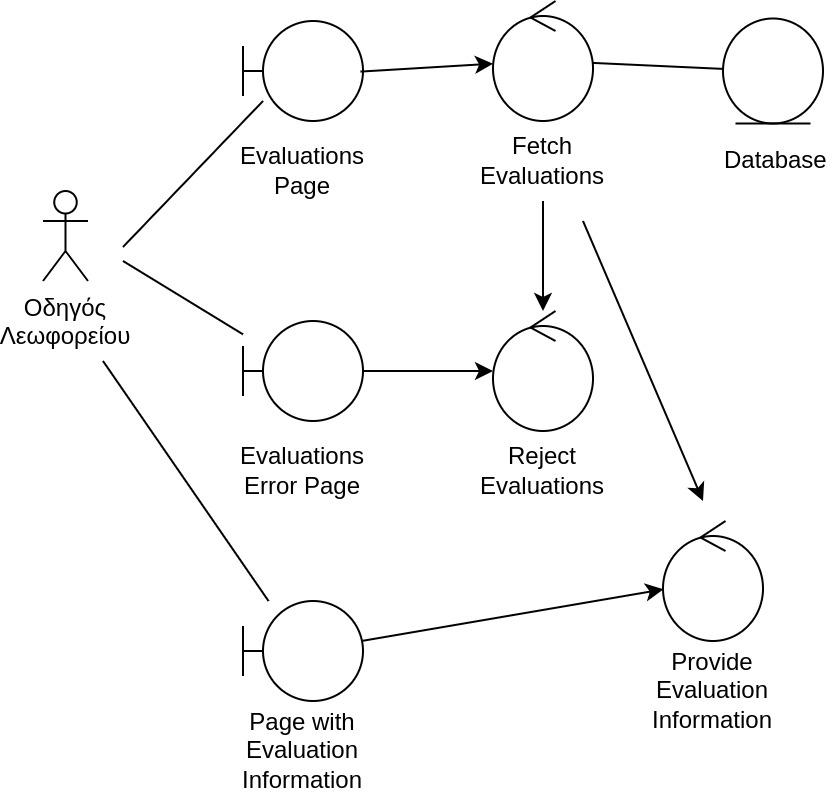 Evaluations
Page
Fetch
Evaluations
Database
Οδηγός
Λεωφορείου
Evaluations
Error Page
Reject
Evaluations
Provide
Evaluation
Information
Page with
Evaluation
Information